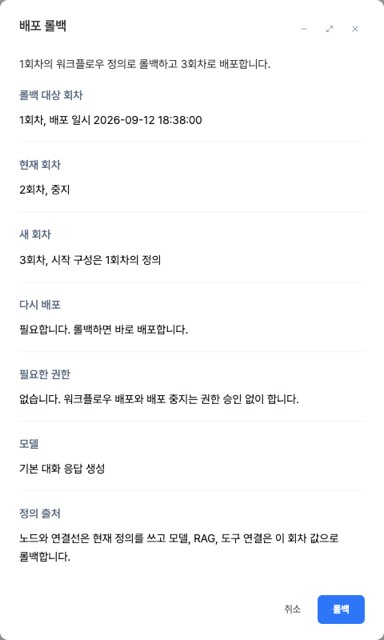 배포 롤백
1회차의 워크플로우 정의로 롤백하고 3회차로 배포합니다.
롤백 대상 회차
1회차, 배포 일시 2026-09-12 18:38:00
현재 회차
2회차, 중지
새 회차
3회차, 시작 구성은 1회차의 정의
다시 배포
필요합니다. 롤백하면 바로 배포합니다.
필요한 권한
없습니다. 워크플로우 배포와 배포 중지는 권한 승인 없이 합니다.
모델
기본 대화 응답 생성
정의 출처
노드와 연결선은 현재 정의를 쓰고 모델, RAG, 도구 연결은 이 회차 값으로
롤백합니다.
취소
롤백